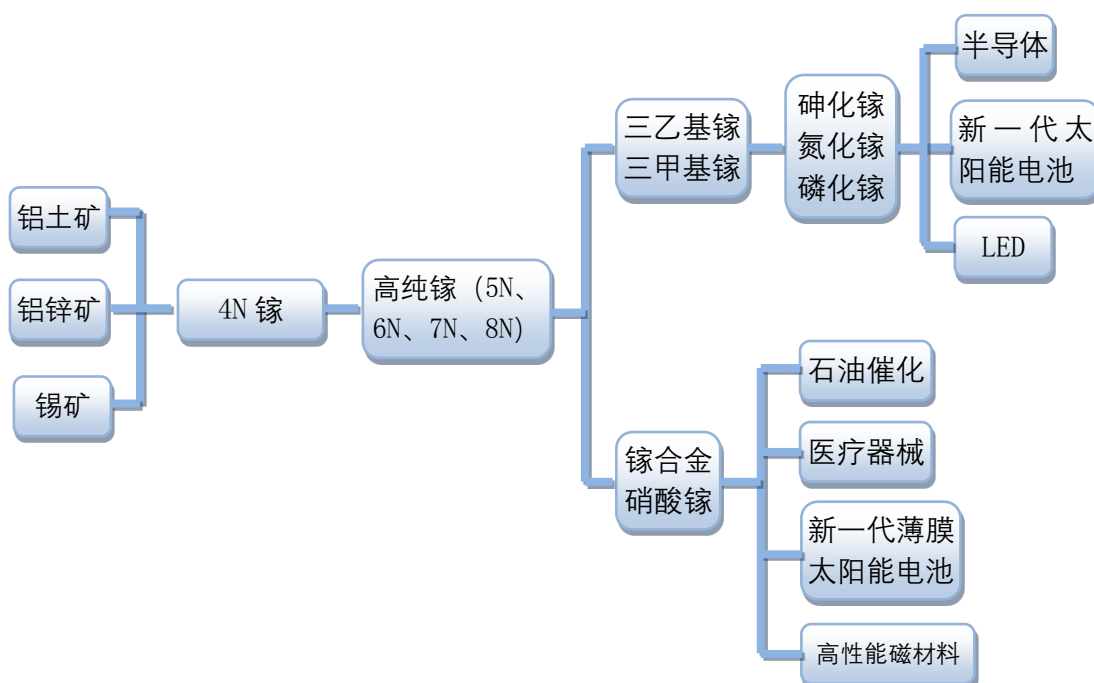 铝土矿
铝锌矿
锡矿
4N 镓
高纯镓（5N、
6N、7N、8N）
三乙基镓
三甲基镓
砷化镓
氮化镓
磷化镓
半导体
新一代太
阳能电池
LED
镓合金
硝酸镓
石油催化
医疗器械
新一代薄膜
太阳能电池
高性能磁材料